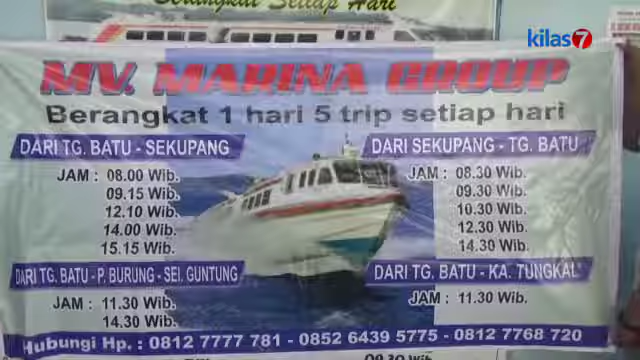 Berangkat Setiap Hari
kilas7
MV. MARINA GROUP
Berangkat 1 hari 5 trip setiap hari
DARI TG. BATU - SEKUPANG
JAM : 08.00 Wib.
09.15 Wib.
12.10 Wib.
14.00 Wib.
15.15 Wib.
DARI SEKUPANG - TG. BATU
JAM : 08.30 Wib.
09.30 Wib.
10.30 Wib.
12.30 Wib.
14.30 Wib.
DARI TG. BATU - P. BURUNG - SEI. GUNTUNG
JAM : 11.30 Wib.
14.30 Wib.
DARI TG. BATU - KA. TUNGKAL
JAM : 11.30 Wib.
Hubungi Hp. : 0812 7777 781 - 0852 6439 5775 - 0812 7768 720